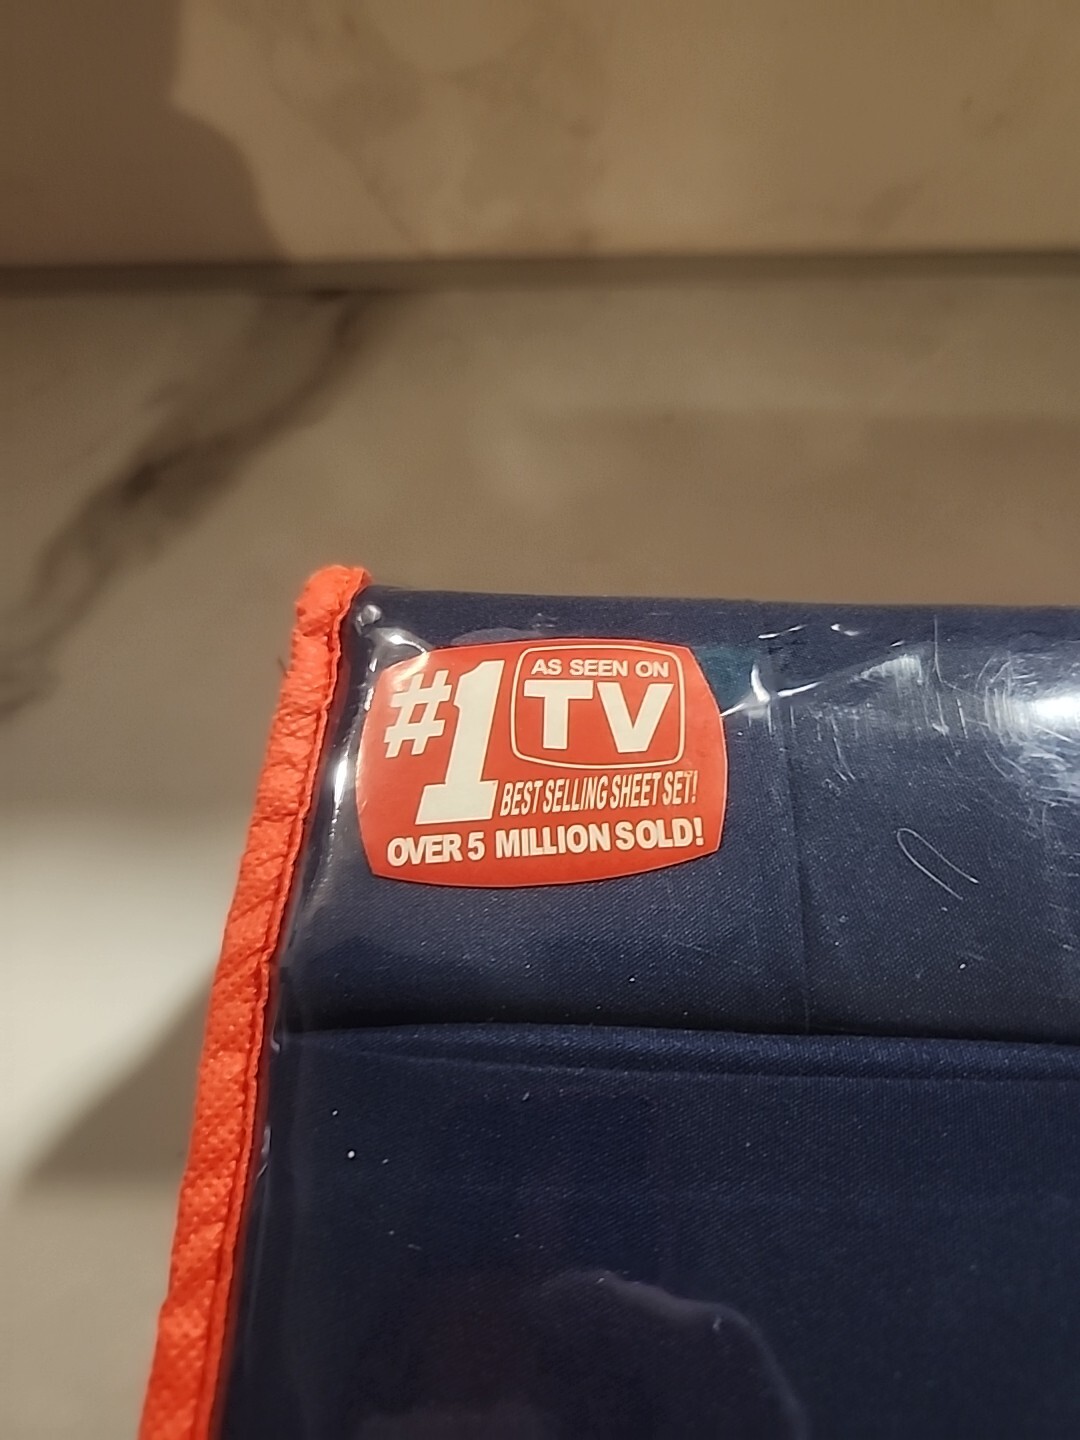 #1
AS SEEN ON
TV
BEST SELLING SHEET SET!
OVER 5 MILLION SOLD!